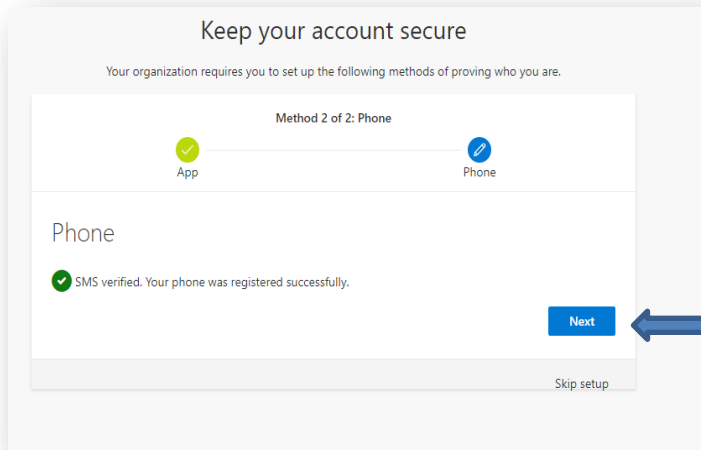 Keep your account secure
Your organization requires you to set up the following methods of proving who you are.
Method 2 of 2: Phone
App
Phone
Phone
SMS verified. Your phone was registered successfully.
Next
Skip setup